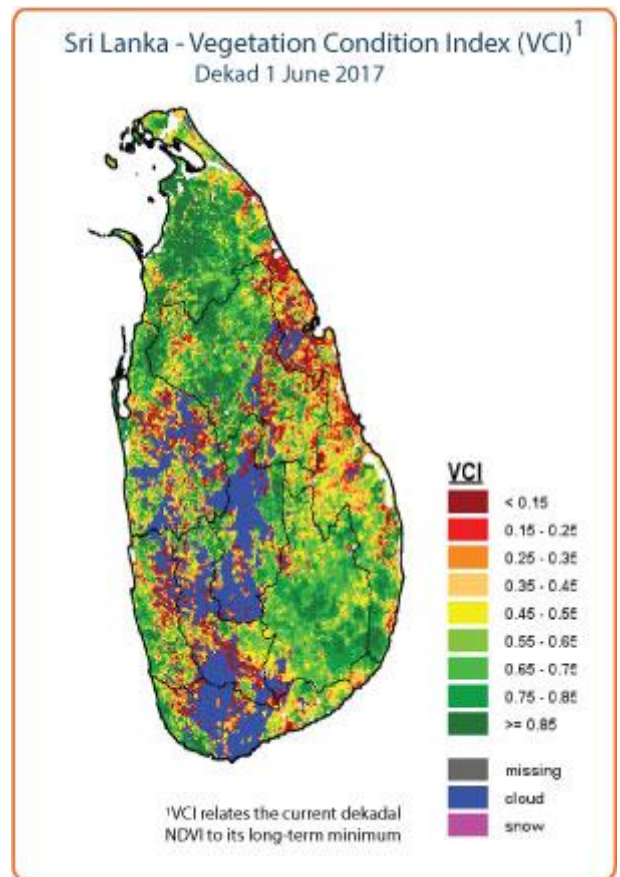 Sri Lanka - Vegetation Condition Index (VCI)¹
Dekad 1 June 2017
VCI
< 0.15
0.15 - 0.25
0.25 - 0.35
0.35 - 0.45
0.45 - 0.55
0.55 - 0.65
0.65 - 0.75
0.75 - 0.85
>= 0.85
missing
cloud
snow
¹VCI relates the current dekadal
NDVI to its long-term minimum